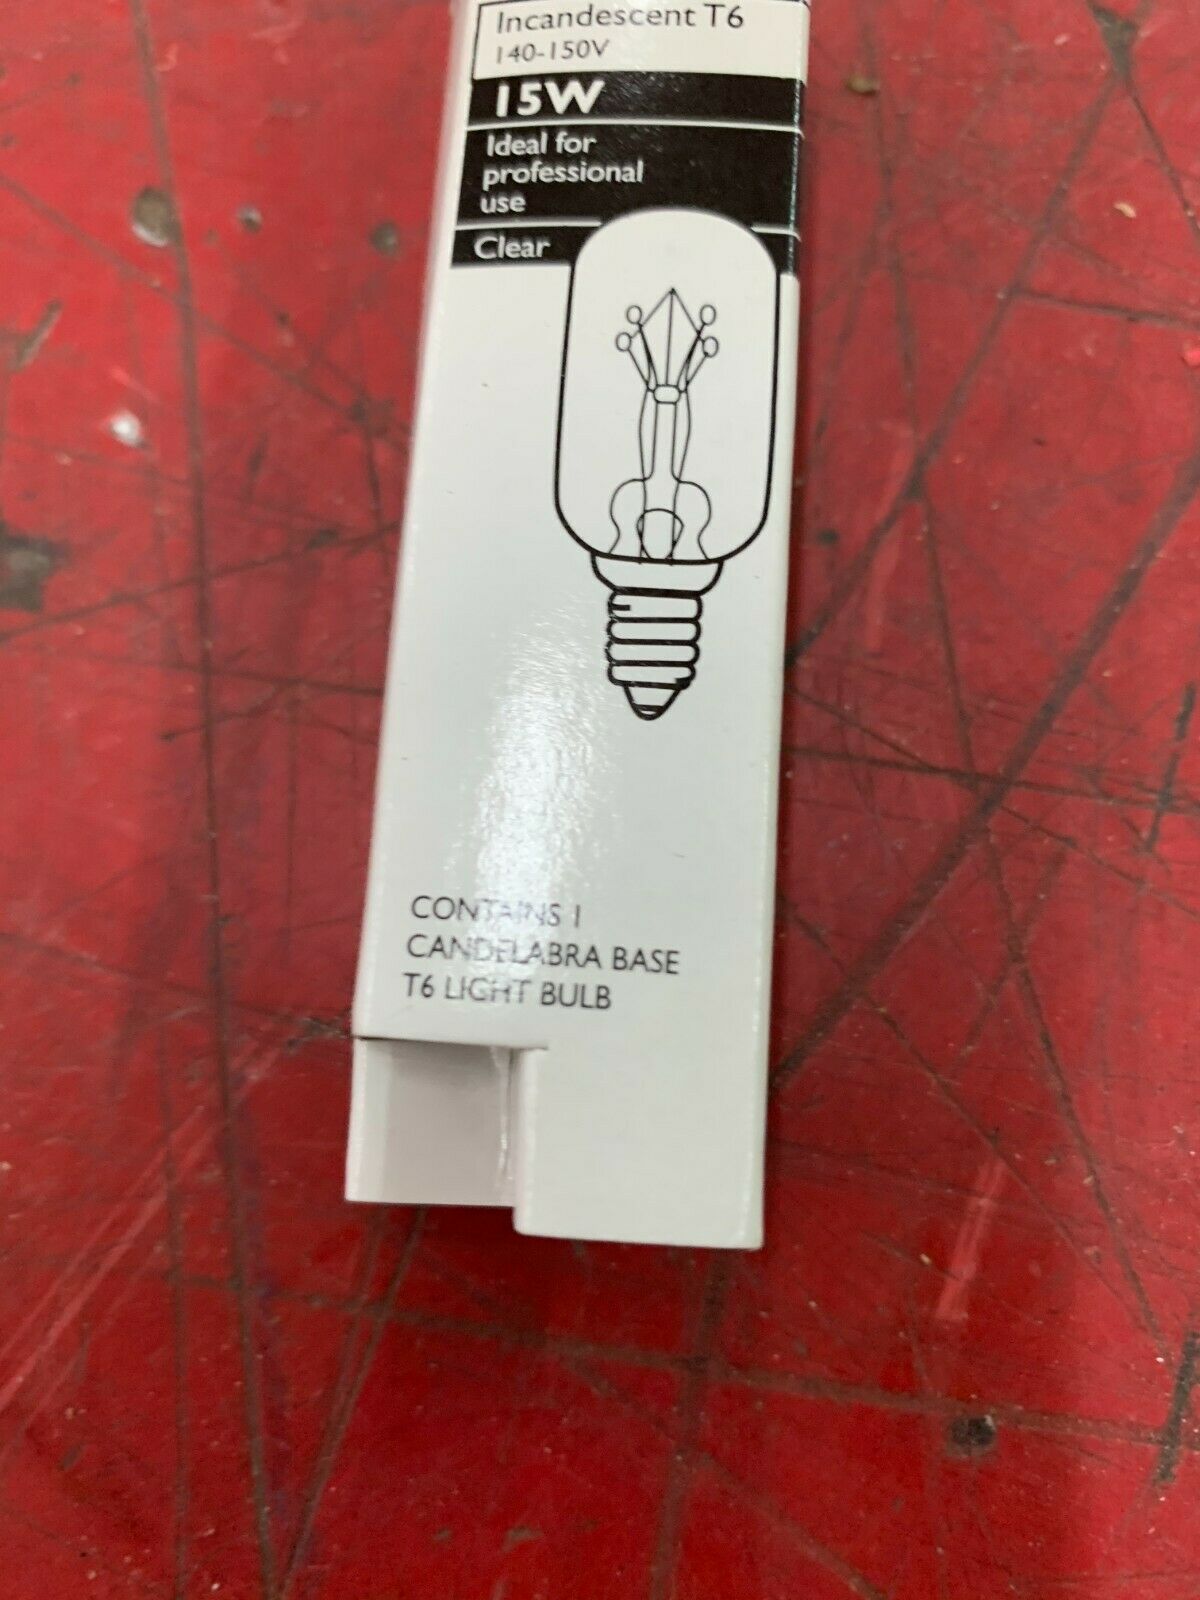 Incandescent T6
140-150V
15W
Ideal for
professional
use
Clear
CONTAINS 1
CANDELABRA BASE
T6 LIGHT BULB